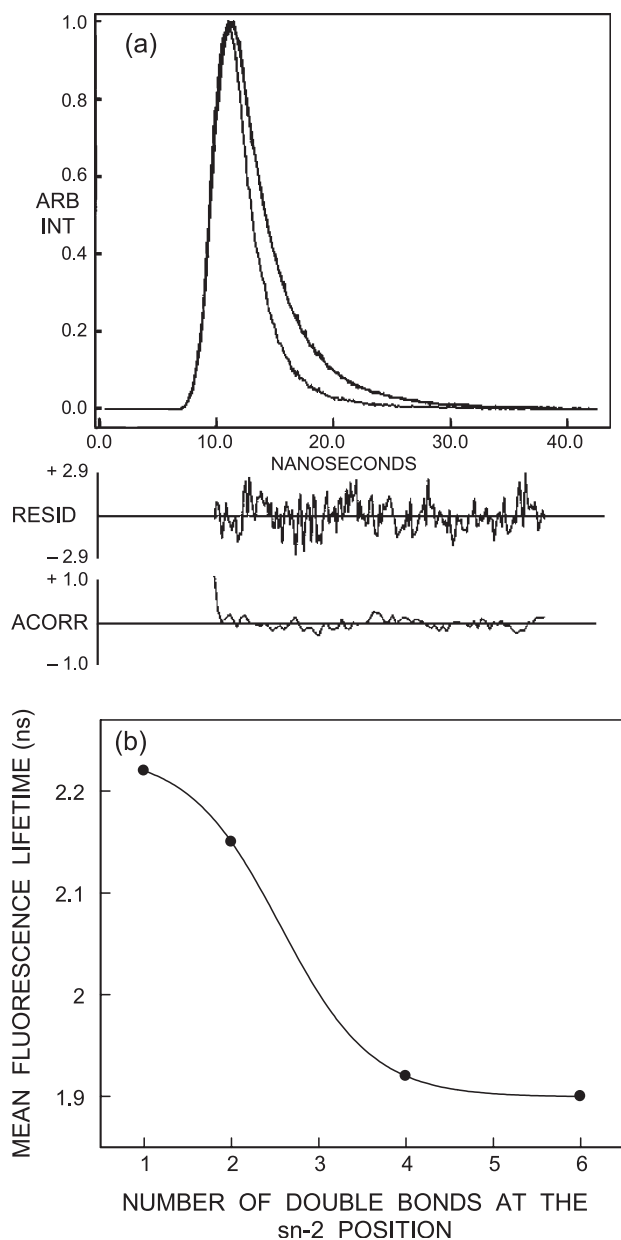 (a)
1.0
0.8
0.6
ARB
INT
0.4
0.2
0.0
0.0 10.0 20.0 30.0 40.0
NANOSECONDS
+ 2.9
RESID
– 2.9
+ 1.0
ACORR
– 1.0
(b)
MEAN FLUORESCENCE LIFETIME (ns)
2.2
2.1
2
1.9
1 2 3 4 5 6
NUMBER OF DOUBLE BONDS AT THE
sn-2 POSITION